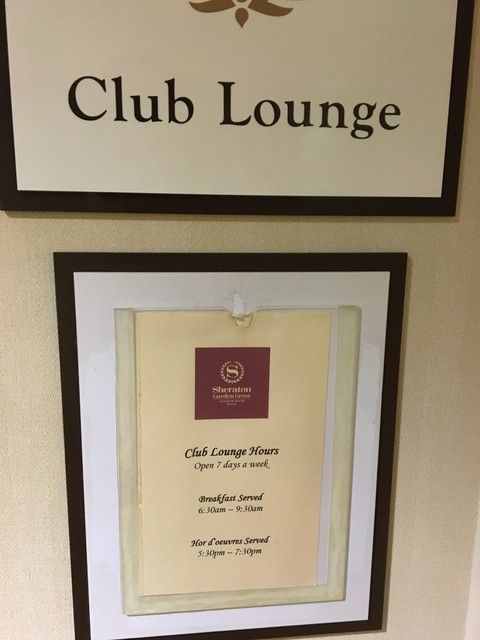 Club Lounge
S
Sheraton
Garden Grove
Club Lounge Hours
Open 7 days a week
Breakfast Served
6:30am – 9:30am
Hor d'oeuvres Served
5:30pm – 7:30pm